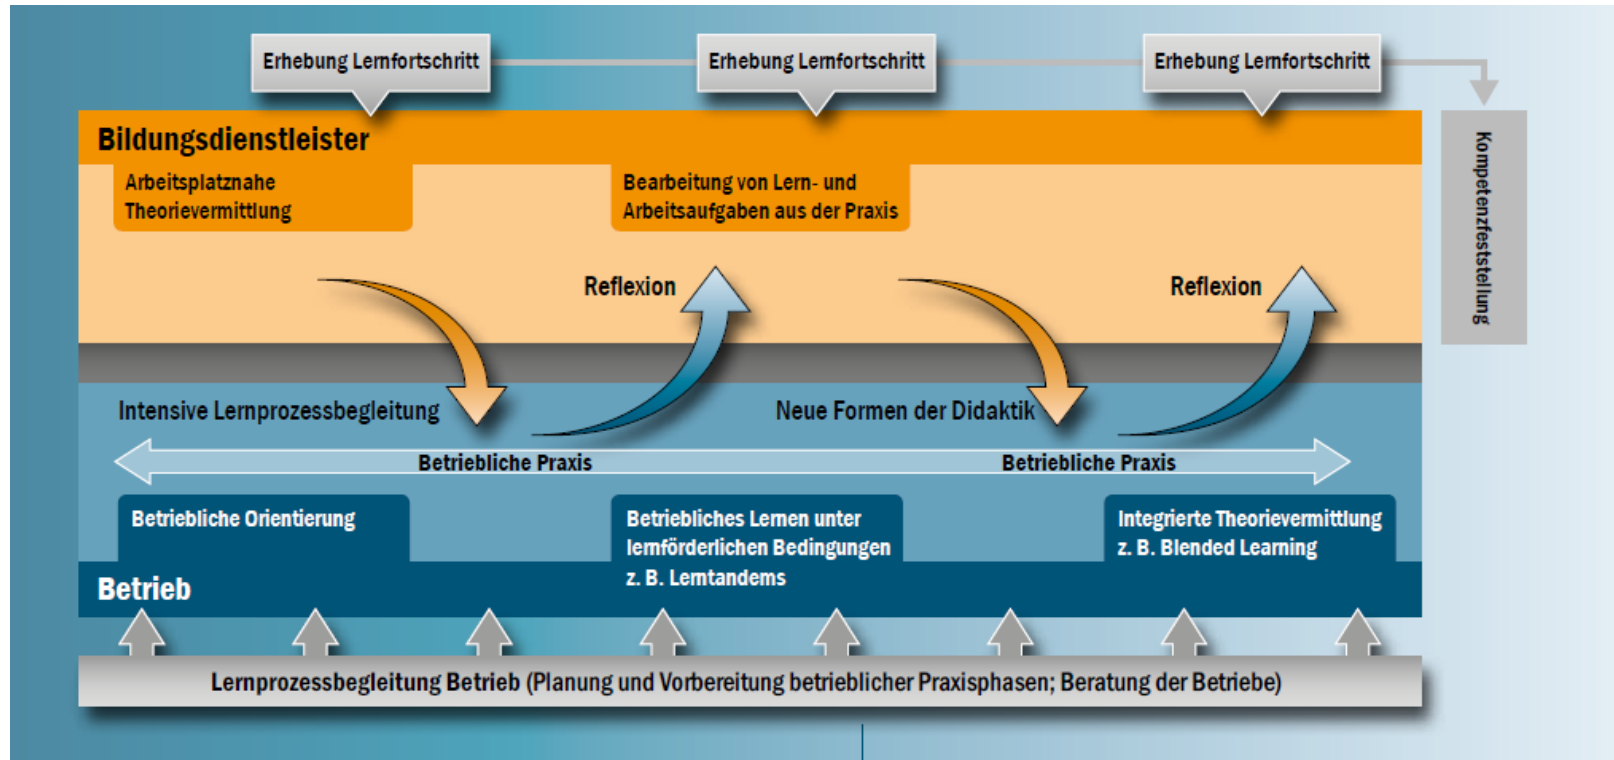 Erhebung Lernfortschritt
Erhebung Lernfortschritt
Erhebung Lernfortschritt
Bildungsdienstleister
Arbeitsplatznahe
Theorievermittlung
Bearbeitung von Lern- und
Arbeitsaufgaben aus der Praxis
Kompetenzfeststellung
Reflexion
Reflexion
Intensive Lernprozessbegleitung
Neue Formen der Didaktik
Betriebliche Praxis
Betriebliche Praxis
Betriebliche Orientierung
Betriebliches Lernen unter
lernförderlichen Bedingungen
z. B. Lerntandems
Integrierte Theorievermittlung
z. B. Blended Learning
Betrieb
Lernprozessbegleitung Betrieb (Planung und Vorbereitung betrieblicher Praxisphasen; Beratung der Betriebe)